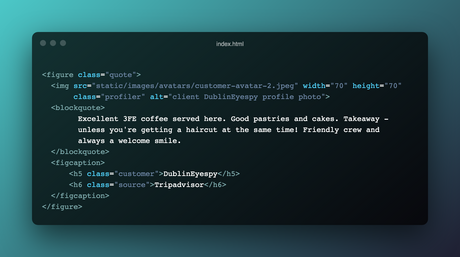 index.html
<figure class="quote">
<img src="static/images/avatars/customer-avatar-2.jpeg" width="70" height="70"
class="profiler" alt="client DublinEyespy profile photo">
<blockquote>
Excellent 3FE coffee served here. Good pastries and cakes. Takeaway –
unless you're getting a haircut at the same time! Friendly crew and
always a welcome smile.
</blockquote>
<figcaption>
<h5 class="customer">DublinEyespy</h5>
<h6 class="source">Tripadvisor</h6>
</figcaption>
</figure>